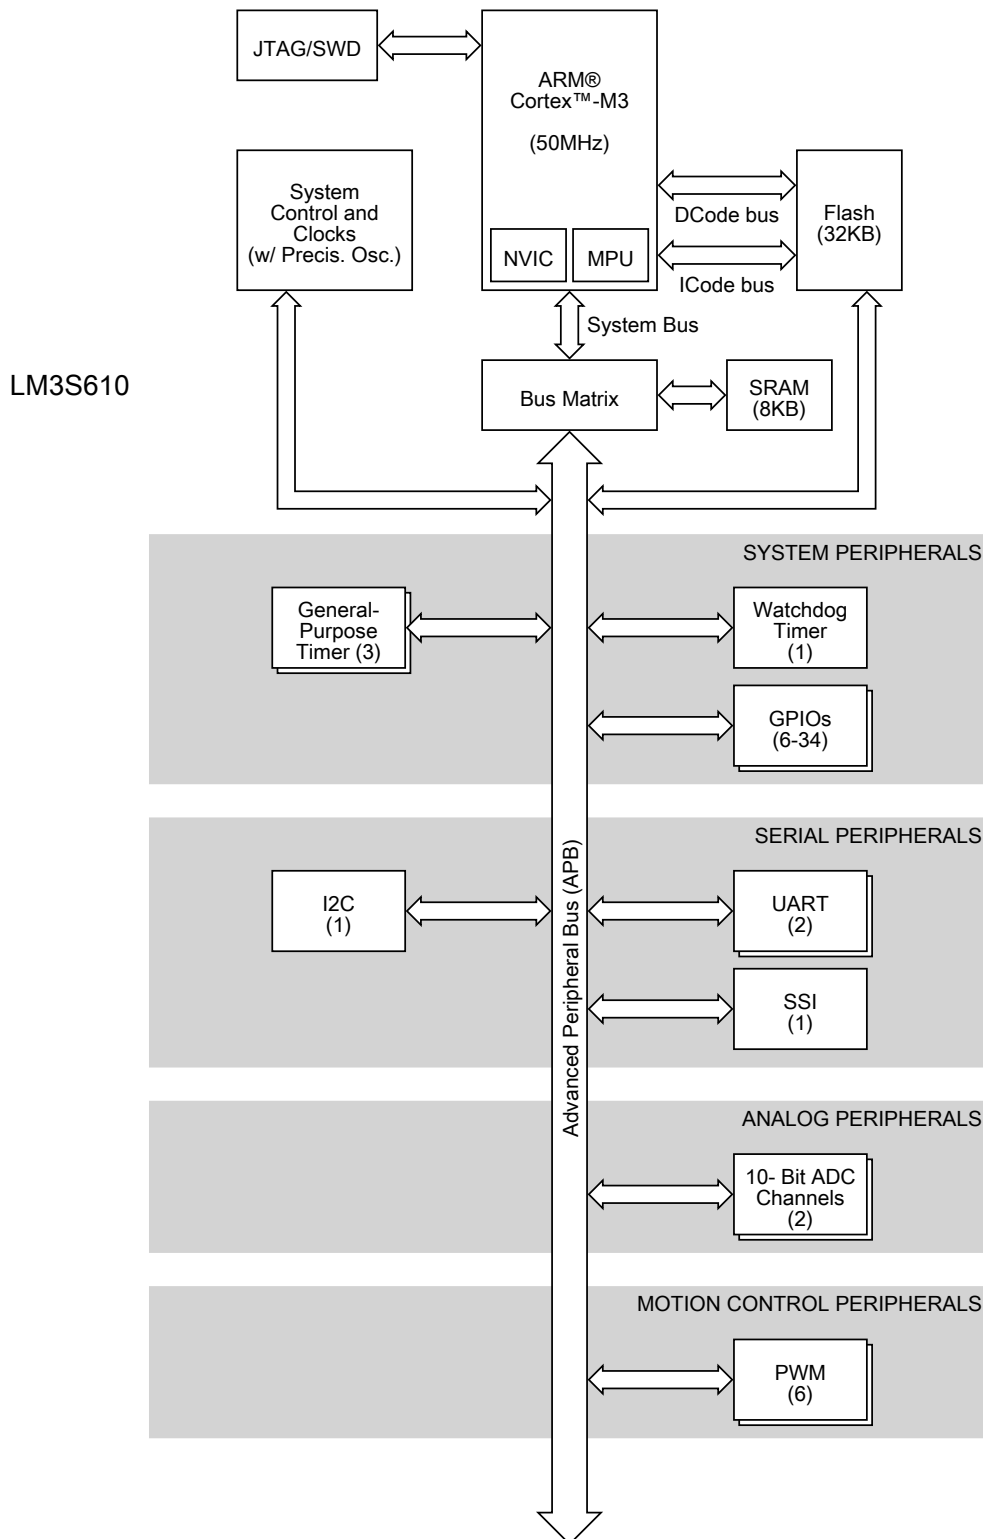 JTAG/SWD
ARM®
Cortex™-M3
(50MHz)
System
Control and
Clocks
(w/ Precis. Osc.)
DCode bus
Flash
(32KB)
NVIC
MPU
ICode bus
System Bus
LM3S610
Bus Matrix
SRAM
(8KB)
SYSTEM PERIPHERALS
General-
Purpose
Timer (3)
Watchdog
Timer
(1)
GPIOs
(6-34)
Advanced Peripheral Bus (APB)
SERIAL PERIPHERALS
I2C
(1)
UART
(2)
SSI
(1)
ANALOG PERIPHERALS
10- Bit ADC
Channels
(2)
MOTION CONTROL PERIPHERALS
PWM
(6)